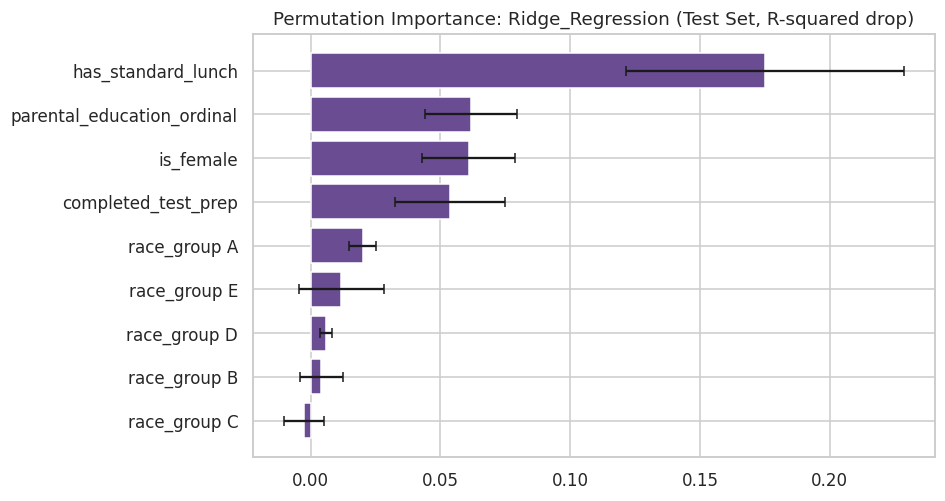 Permutation Importance: Ridge_Regression (Test Set, R-squared drop)
has_standard_lunch
parental_education_ordinal
is_female
completed_test_prep
race_group A
race_group E
race_group D
race_group B
race_group C
0.00 0.05 0.10 0.15 0.20